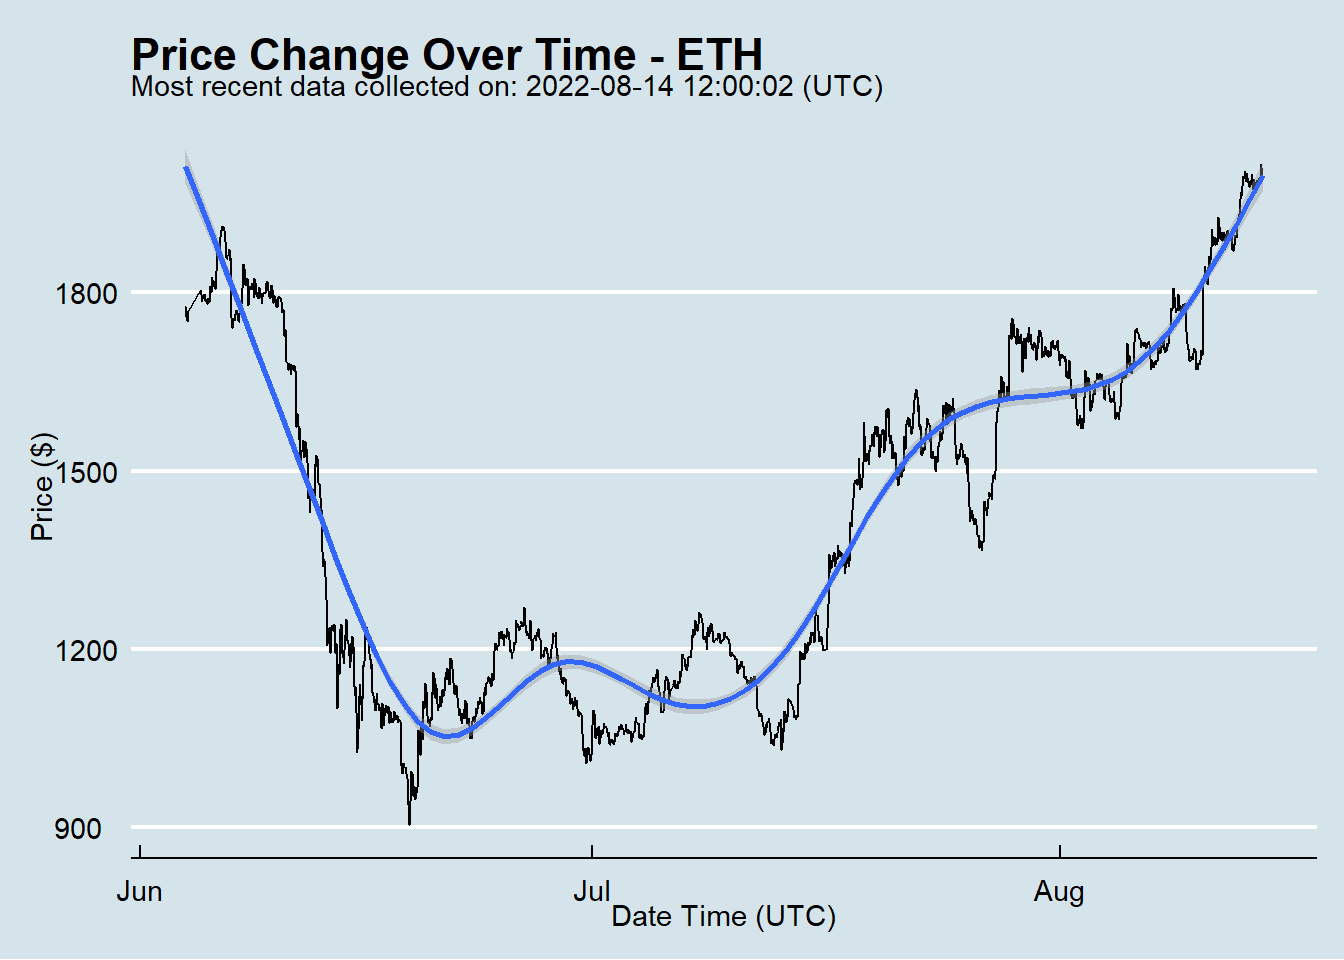 Price Change Over Time - ETH
Most recent data collected on: 2022-08-14 12:00:02 (UTC)
Price ($)
1800
1500
1200
900
Jun Jul Aug
Date Time (UTC)